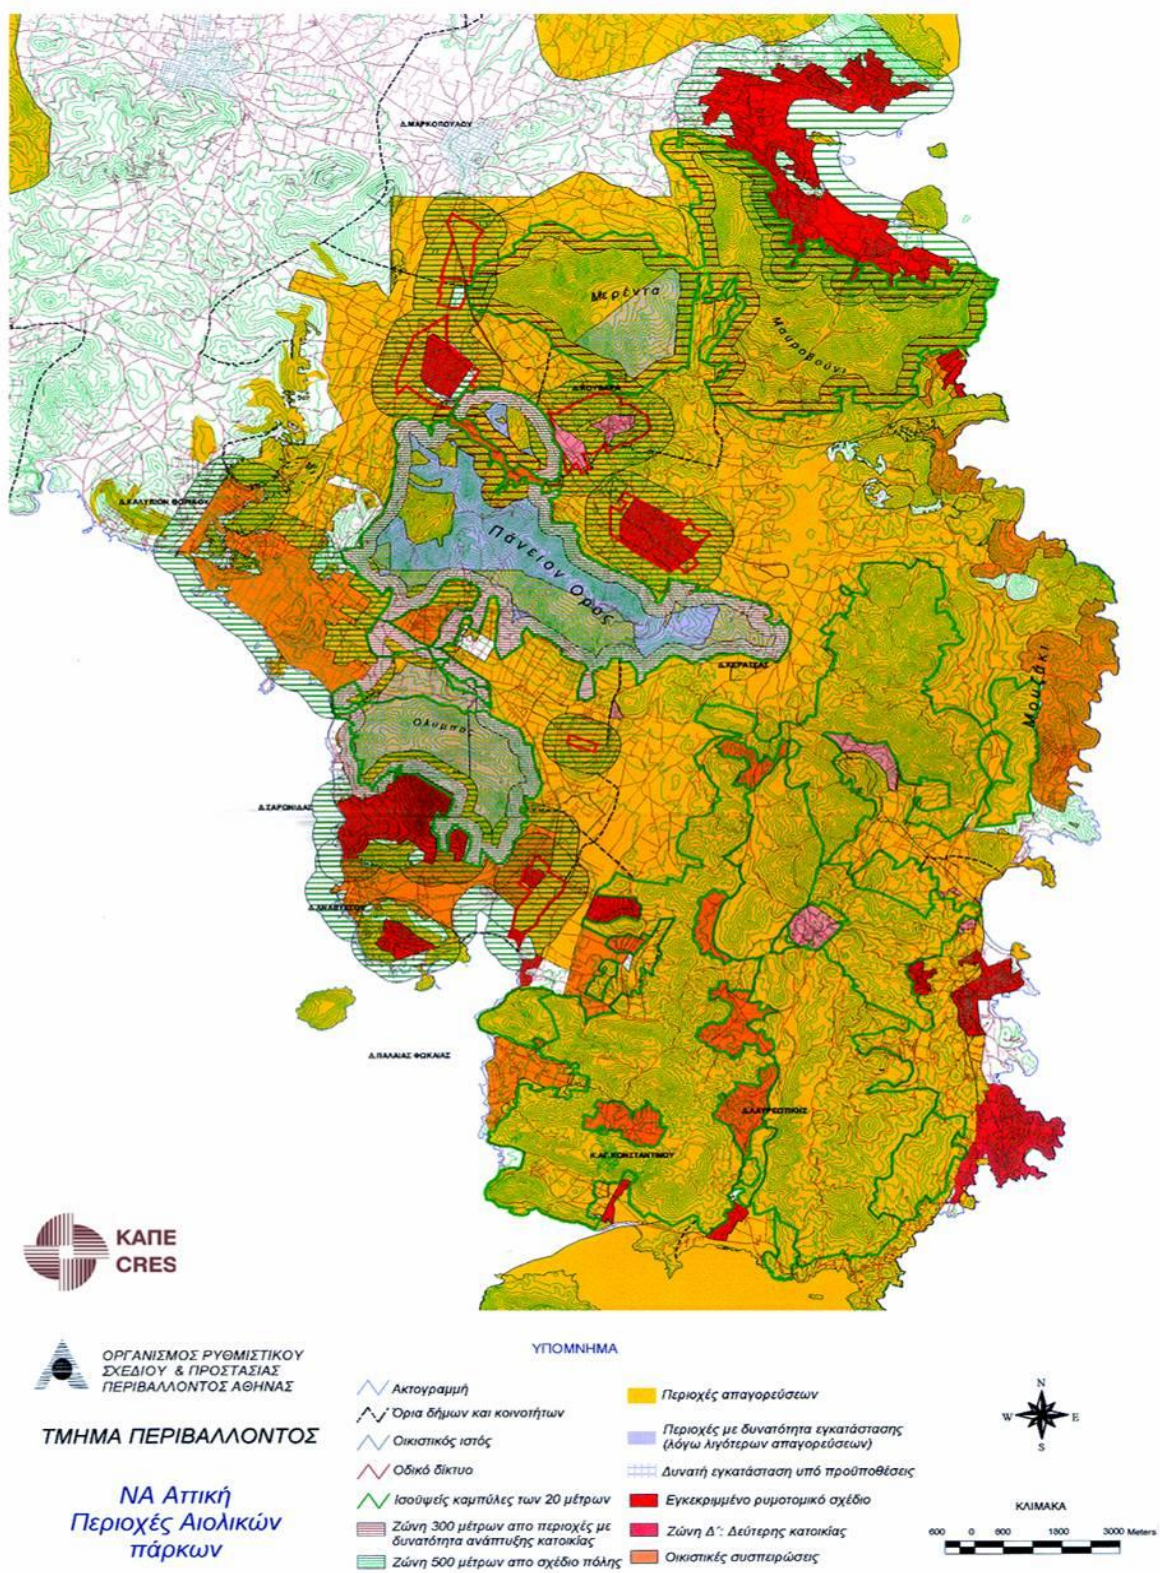 Δ.ΜΑΡΚΟΠΟΥΛΟΥ
Μερέντα
Μαυροβούνι
Δ.ΚΟΥΒΑΡΑ
Δ.ΚΑΛΥΒΙΩΝ ΘΟΡΙΚΟΥ
Πάνειον Όρος
Δ.ΚΕΡΑΤΕΑΣ
Μουτζάκι
Όλυμπος
Δ.ΣΑΡΩΝΙΔΑΣ
Δ.ΠΑΛΑΙΑΣ ΦΩΚΑΙΑΣ
Δ.ΛΑΥΡΕΩΤΙΚΗΣ
Κ.ΑΓ.ΚΩΝΣΤΑΝΤΙΝΟΥ
ΚΑΠΕ
CRES
ΟΡΓΑΝΙΣΜΟΣ ΡΥΘΜΙΣΤΙΚΟΥ
ΣΧΕΔΙΟΥ & ΠΡΟΣΤΑΣΙΑΣ
ΠΕΡΙΒΑΛΛΟΝΤΟΣ ΑΘΗΝΑΣ
ΤΜΗΜΑ ΠΕΡΙΒΑΛΛΟΝΤΟΣ
ΝΑ Αττική
Περιοχές Αιολικών
πάρκων
ΥΠΟΜΝΗΜΑ
Ακτογραμμή
Όρια δήμων και κοινοτήτων
Οικιστικός ιστός
Οδικό δίκτυο
Ισοϋψείς καμπύλες των 20 μέτρων
Ζώνη 300 μέτρων απο περιοχές με
δυνατότητα ανάπτυξης κατοικίας
Ζώνη 500 μέτρων απο σχέδιο πόλης
Περιοχές απαγορεύσεων
Περιοχές με δυνατότητα εγκατάστασης
(λόγω λιγότερων απαγορεύσεων)
Δυνατή εγκατάσταση υπό προϋποθέσεις
Εγκεκριμμένο ρυμοτομικό σχέδιο
Ζώνη Δ΄: Δεύτερης κατοικίας
Οικιστικές συσπειρώσεις
N
W E
S
ΚΛΙΜΑΚΑ
600 0 600 1800 3000 Meters